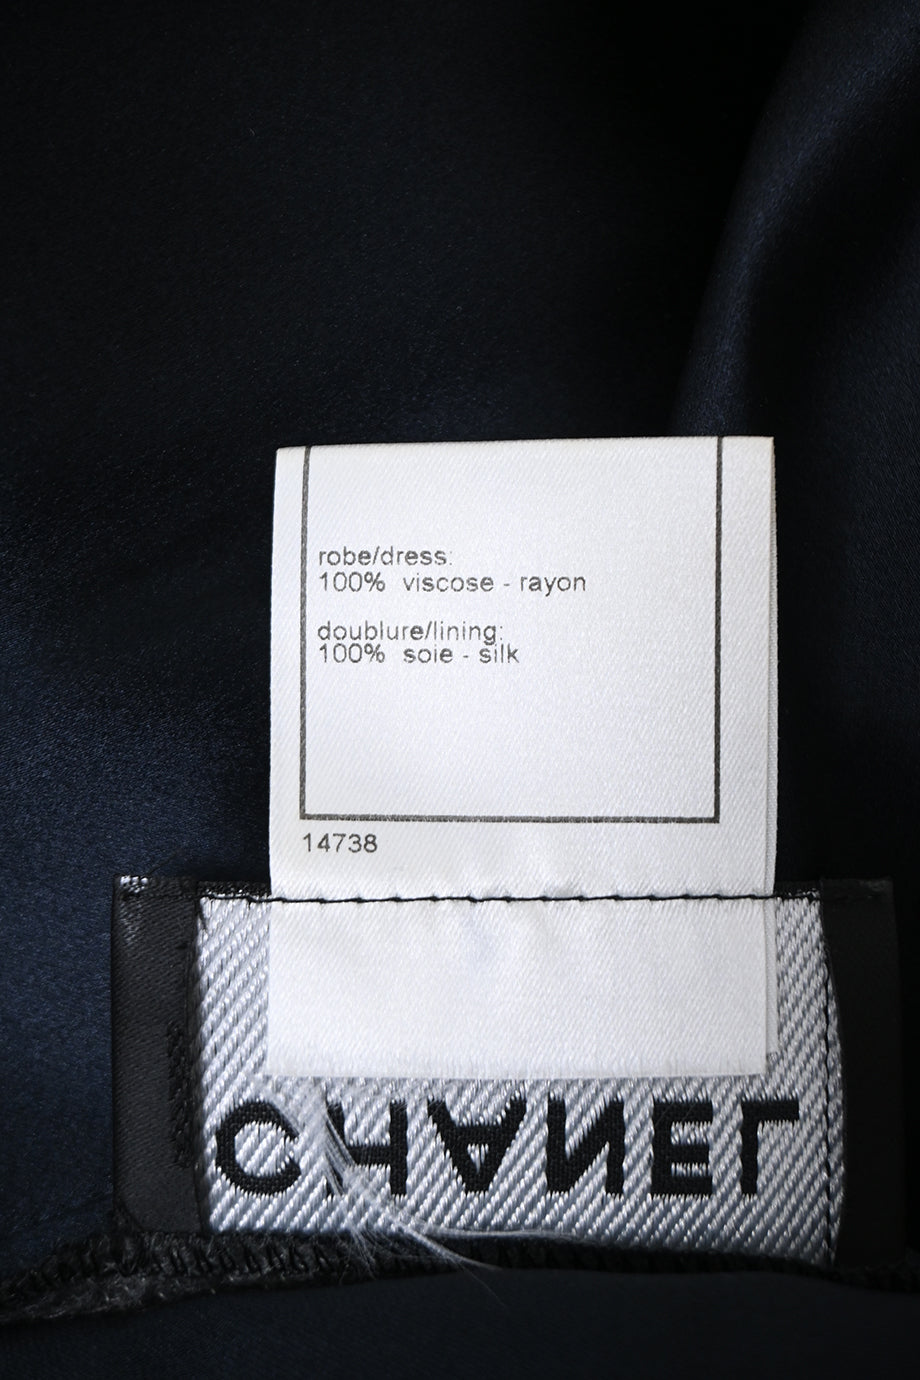 robe/dress:
100% viscose - rayon
doublure/lining:
100% soie - silk
14738
CHANEL